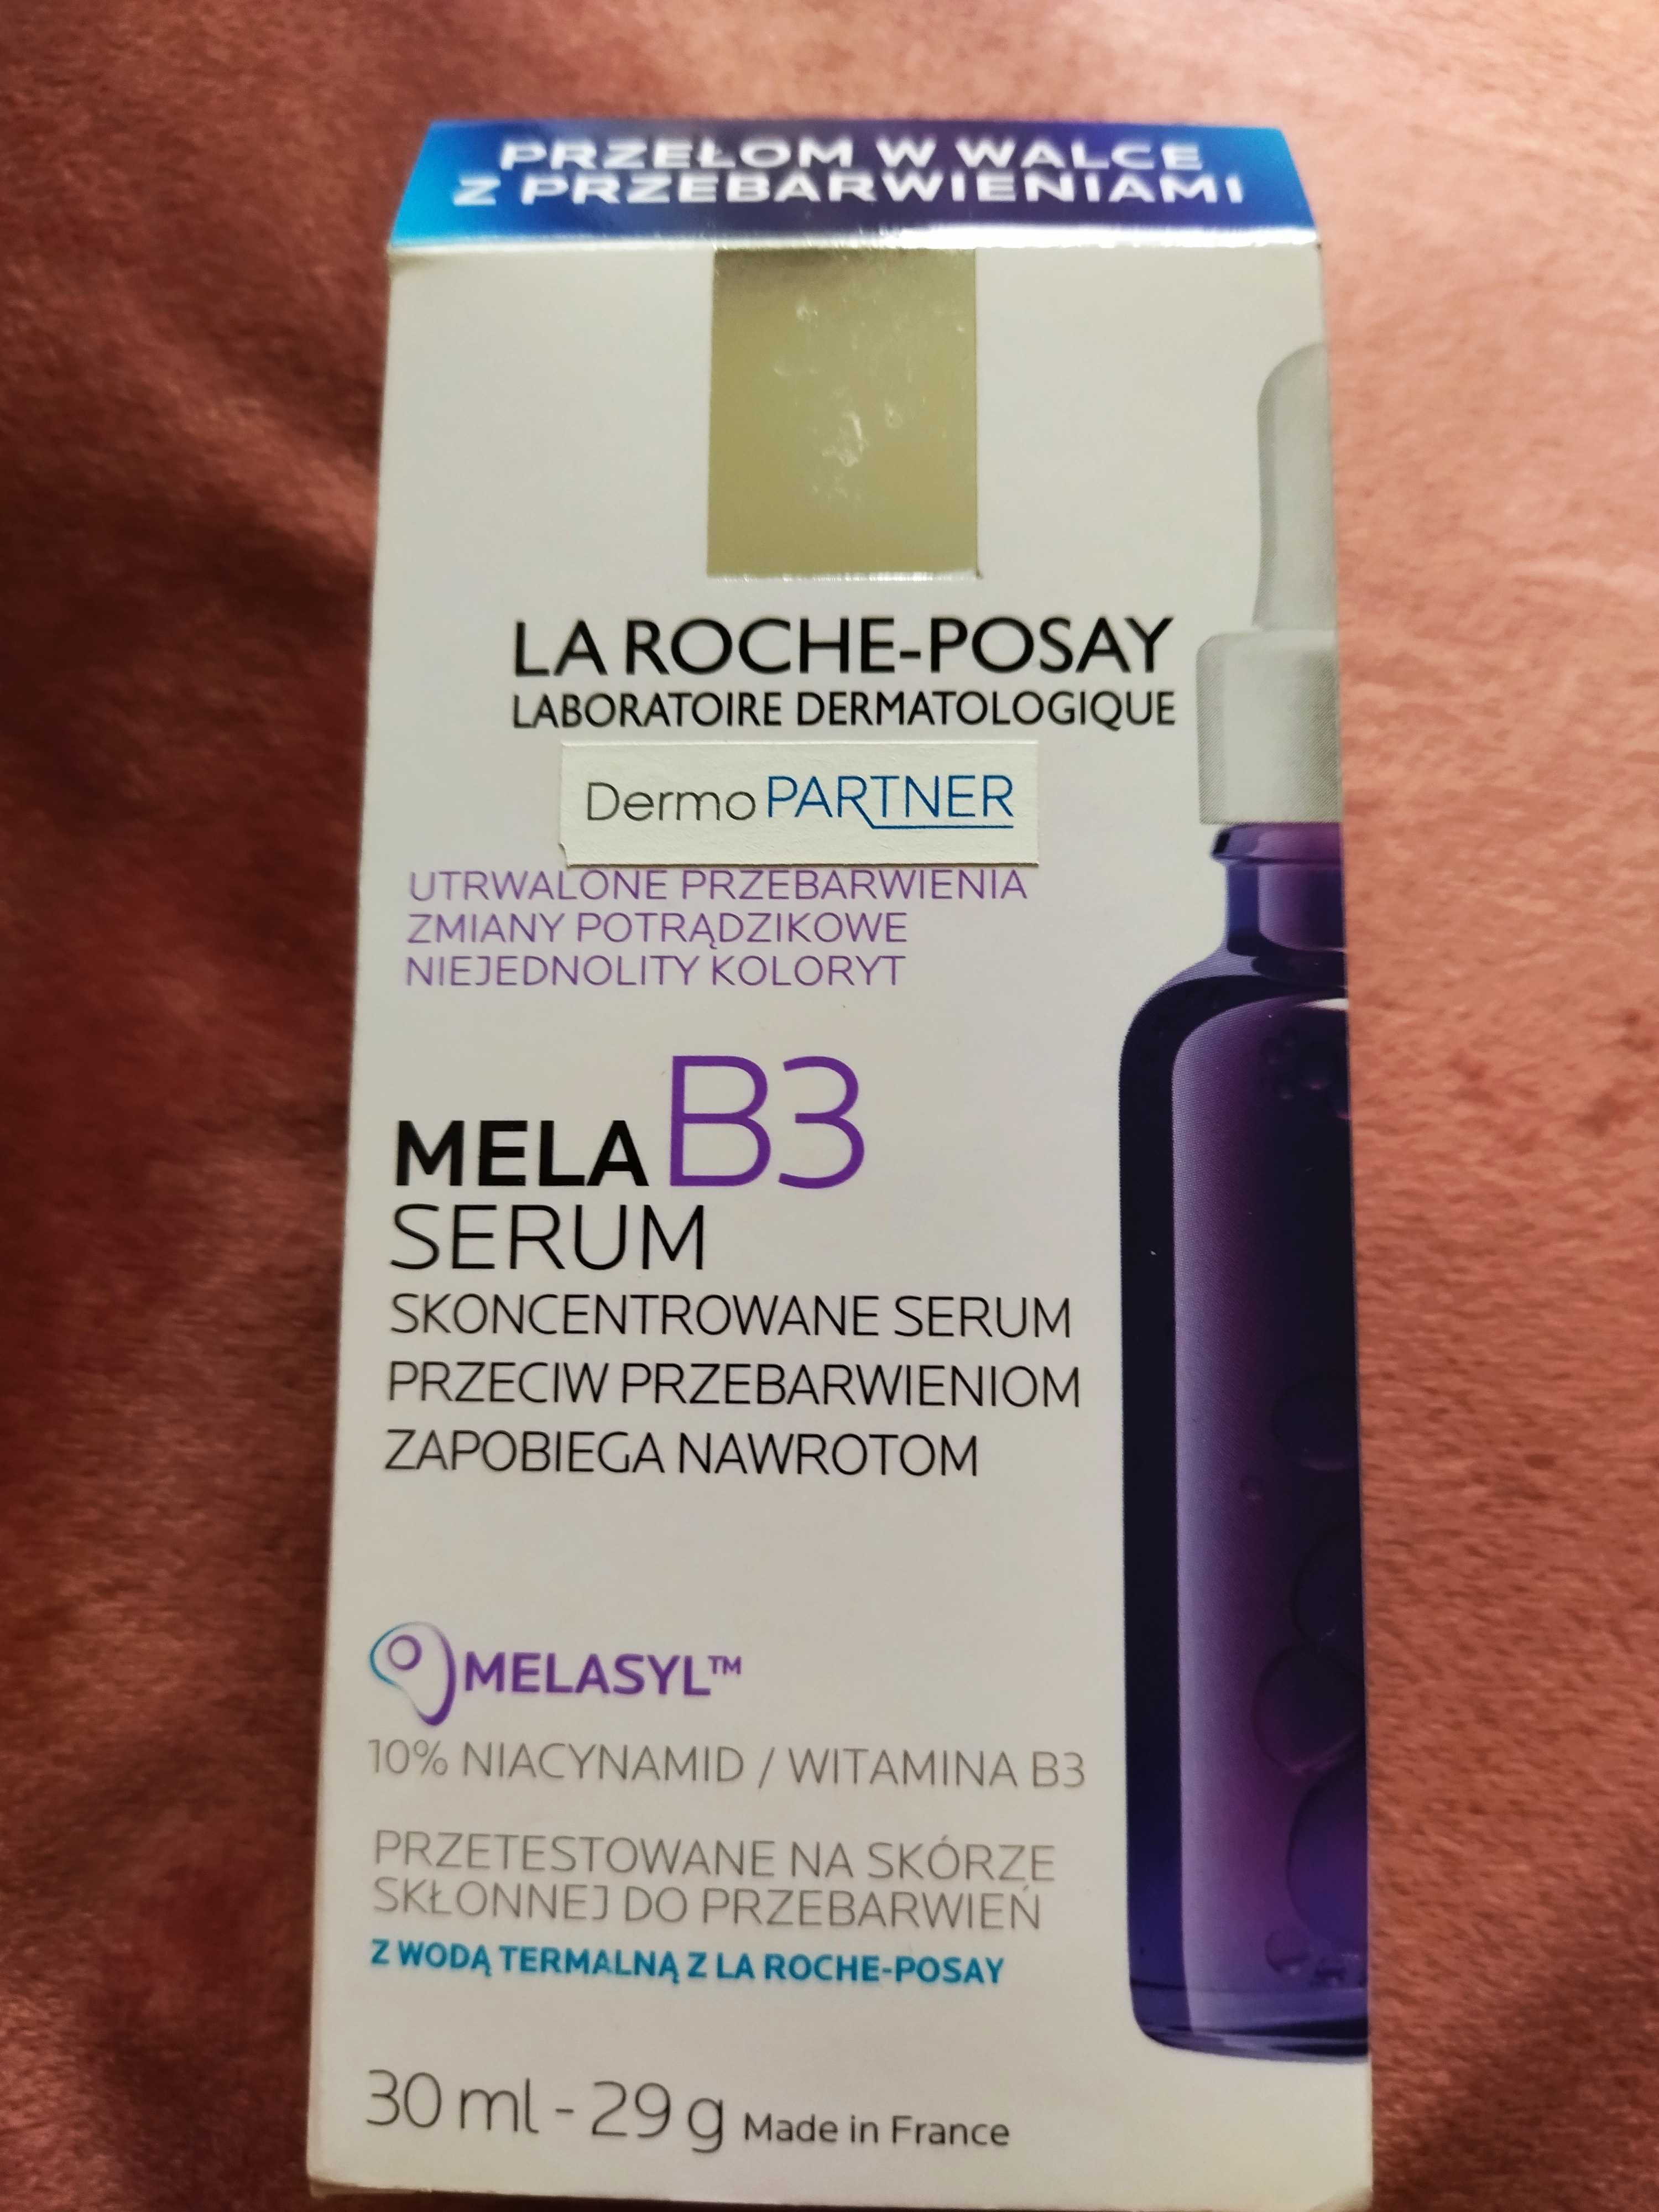 PRZEŁOM W WALCE
Z PRZEBARWIENIAMI
LA ROCHE-POSAY
LABORATOIRE DERMATOLOGIQUE
Dermo PARTNER
UTRWALONE PRZEBARWIENIA
ZMIANY POTRĄDZIKOWE
NIEJEDNOLITY KOLORYT
MELA B3
SERUM
SKONCENTROWANE SERUM
PRZECIW PRZEBARWIENIOM
ZAPOBIEGA NAWROTOM
MELASYL™
10% NIACYNAMID / WITAMINA B3
PRZETESTOWANE NA SKÓRZE
SKŁONNEJ DO PRZEBARWIEŃ
Z WODĄ TERMALNĄ Z LA ROCHE-POSAY
30 ml - 29 g Made in France